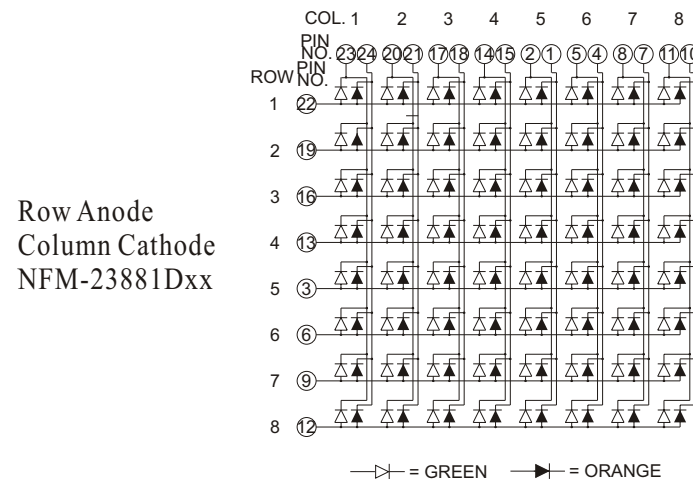 COL. 1 2 3 4 5 6 7 8
PIN
NO. 23 24 20 21 17 18 14 15 2 1 5 4 8 7 11 10
PIN
ROW NO.
1 22
2 19
3 16
Row Anode
Column Cathode
NFM-23881Dxx
4 13
5 3
6 6
7 9
8 12
= GREEN = ORANGE